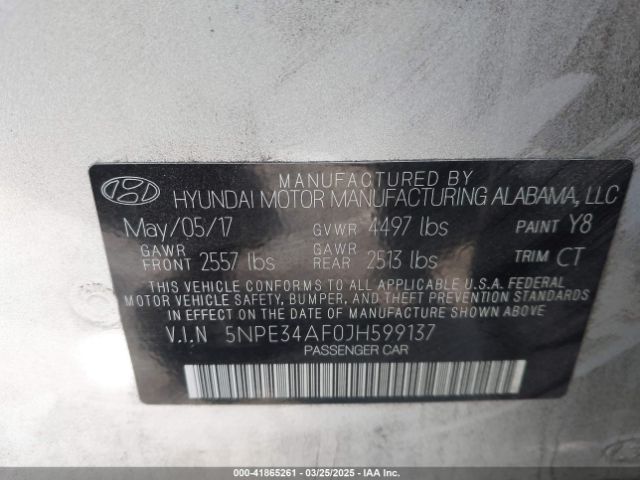 MANUFACTURED BY
HYUNDAI MOTOR MANUFACTURING ALABAMA, LLC
May/05/17 GVWR 4497 lbs PAINT Y8
GAWR FRONT 2557 lbs GAWR REAR 2513 lbs TRIM CT
THIS VEHICLE CONFORMS TO ALL APPLICABLE U.S.A. FEDERAL
MOTOR VEHICLE SAFETY, BUMPER, AND THEFT PREVENTION STANDARDS
IN EFFECT ON THE DATE OF MANUFACTURE SHOWN ABOVE
V.I.N 5NPE34AF0JH599137
PASSENGER CAR
000-41865261 - 03/25/2025 - IAA Inc.